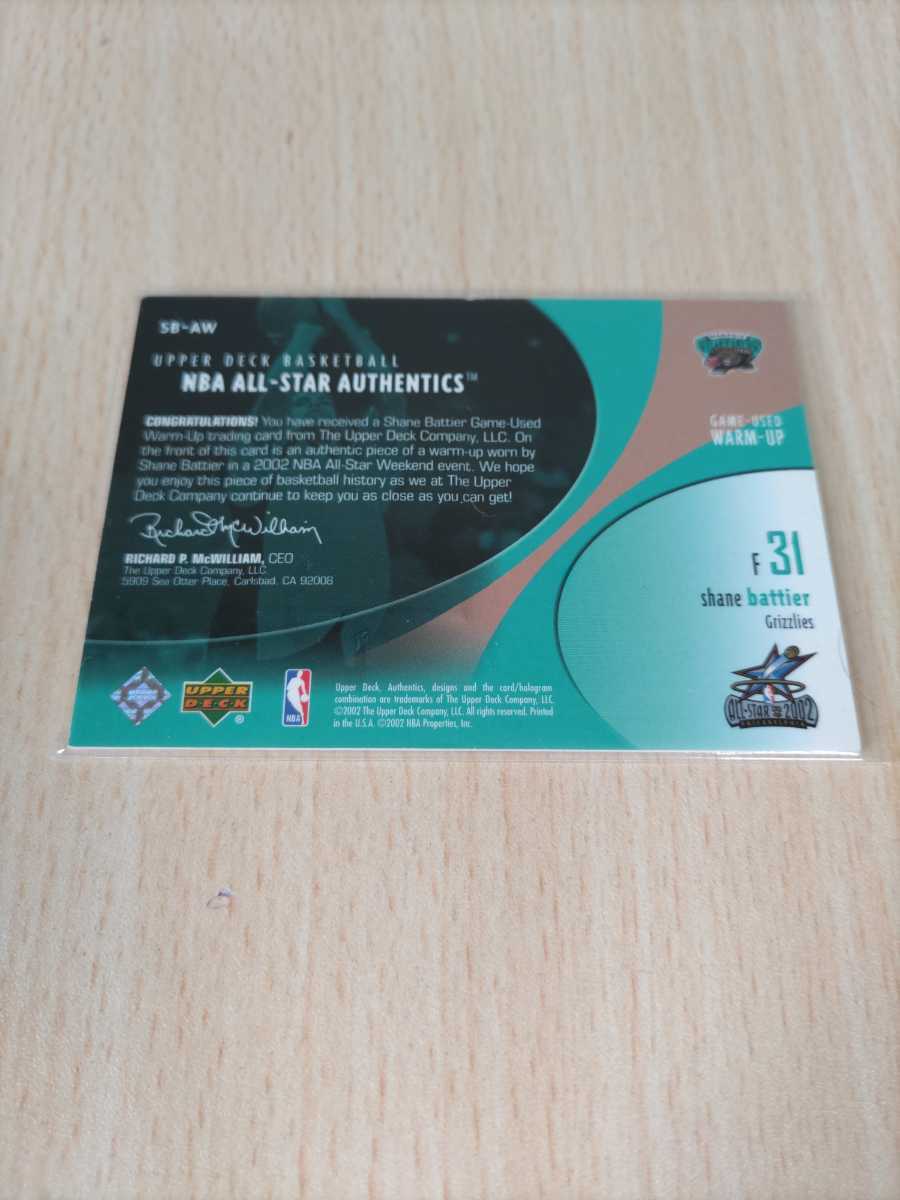 SB-AW
UPPER DECK BASKETBALL
NBA ALL-STAR AUTHENTICS™
CONGRATULATIONS! You have received a Shane Battier Game-Used
Warm-Up trading card from The Upper Deck Company, LLC. On
the front of this card is an authentic piece of a warm-up worn by
Shane Battier in a 2002 NBA All-Star Weekend event. We hope
you enjoy this piece of basketball history as we at The Upper
Deck Company continue to keep you as close as you can get!
Richard P. McWilliam
RICHARD P. McWILLIAM, CEO
The Upper Deck Company, LLC.
5909 Sea Otter Place, Carlsbad, CA 92008
GRIZZLIES
GAME-USED
WARM-UP
F 31
shane battier
Grizzlies
ALL-STAR 2002
PHILADELPHIA
UPPER
DECK
®
NBA
Upper Deck, Authentics, designs and the card/hologram
combination are trademarks of The Upper Deck Company, LLC.
©2002 The Upper Deck Company, LLC. All rights reserved. Printed
in the U.S.A. ©2002 NBA Properties, Inc.